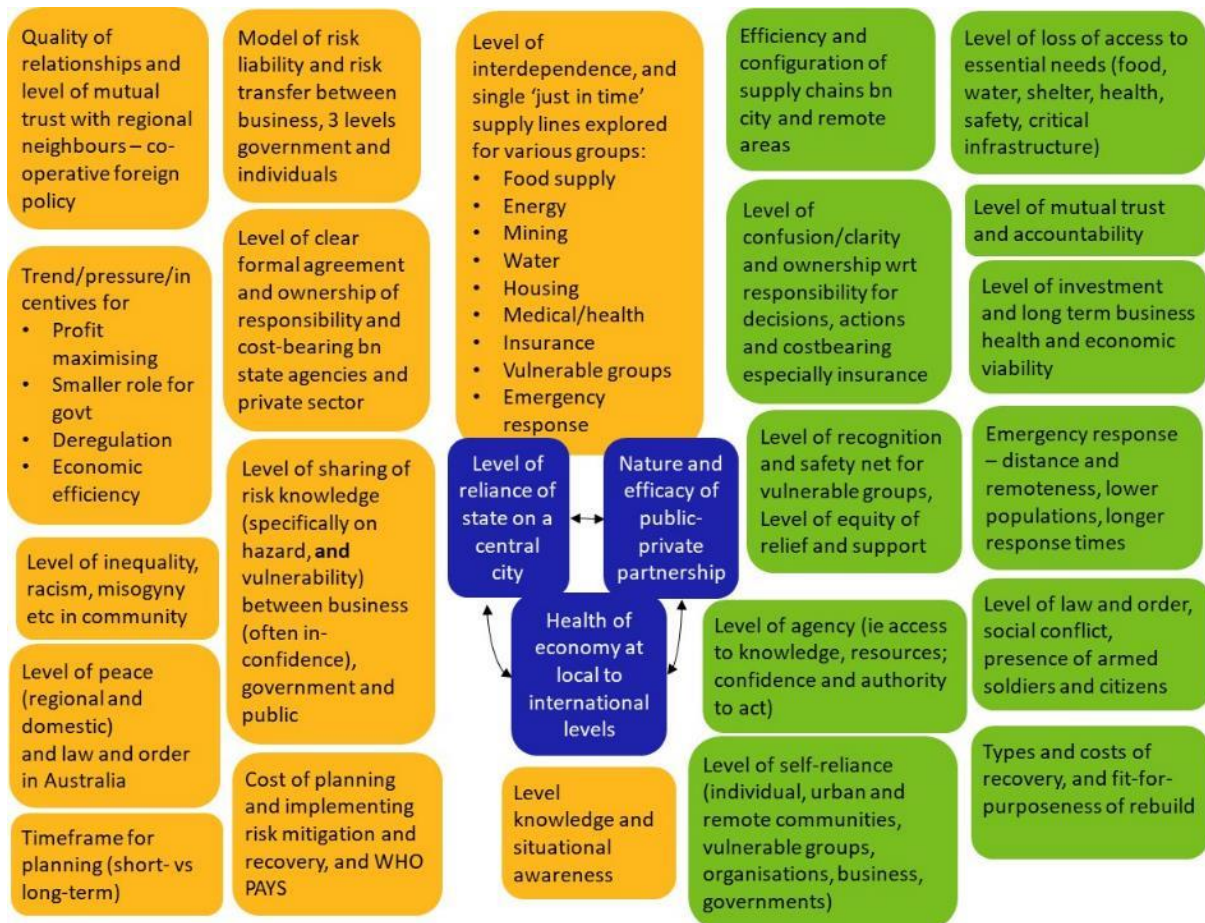 Quality of
relationships and
level of mutual
trust with regional
neighbours – co-
operative foreign
policy
Trend/pressure/in
centives for
• Profit
maximising
• Smaller role for
govt
• Deregulation
• Economic
efficiency
Level of inequality,
racism, misogyny
etc in community
Level of peace
(regional and
domestic)
and law and order
in Australia
Timeframe for
planning (short- vs
long-term)
Model of risk
liability and risk
transfer between
business, 3 levels
government and
individuals
Level of clear
formal agreement
and ownership of
responsibility and
cost-bearing bn
state agencies and
private sector
Level of sharing of
risk knowledge
(specifically on
hazard, and
vulnerability)
between business
(often in-
confidence),
government and
public
Cost of planning
and implementing
risk mitigation and
recovery, and WHO
PAYS
Level of
interdependence, and
single ‘just in time’
supply lines explored
for various groups:
• Food supply
• Energy
• Mining
• Water
• Housing
• Medical/health
• Insurance
• Vulnerable groups
• Emergency
response
Level of
reliance of
state on a
central
city
Nature and
efficacy of
public-
private
partnership
Health of
economy at
local to
international
levels
Level
knowledge and
situational
awareness
Efficiency and
configuration of
supply chains bn
city and remote
areas
Level of
confusion/clarity
and ownership wrt
responsibility for
decisions, actions
and costbearing
especially insurance
Level of recognition
and safety net for
vulnerable groups,
Level of equity of
relief and support
Level of agency (ie access
to knowledge, resources;
confidence and authority
to act)
Level of self-reliance
(individual, urban and
remote communities,
vulnerable groups,
organisations, business,
governments)
Level of loss of access to
essential needs (food,
water, shelter, health,
safety, critical
infrastructure)
Level of mutual trust
and accountability
Level of investment
and long term business
health and economic
viability
Emergency response
– distance and
remoteness, lower
populations, longer
response times
Level of law and order,
social conflict,
presence of armed
soldiers and citizens
Types and costs of
recovery, and fit-for-
purposeness of rebuild